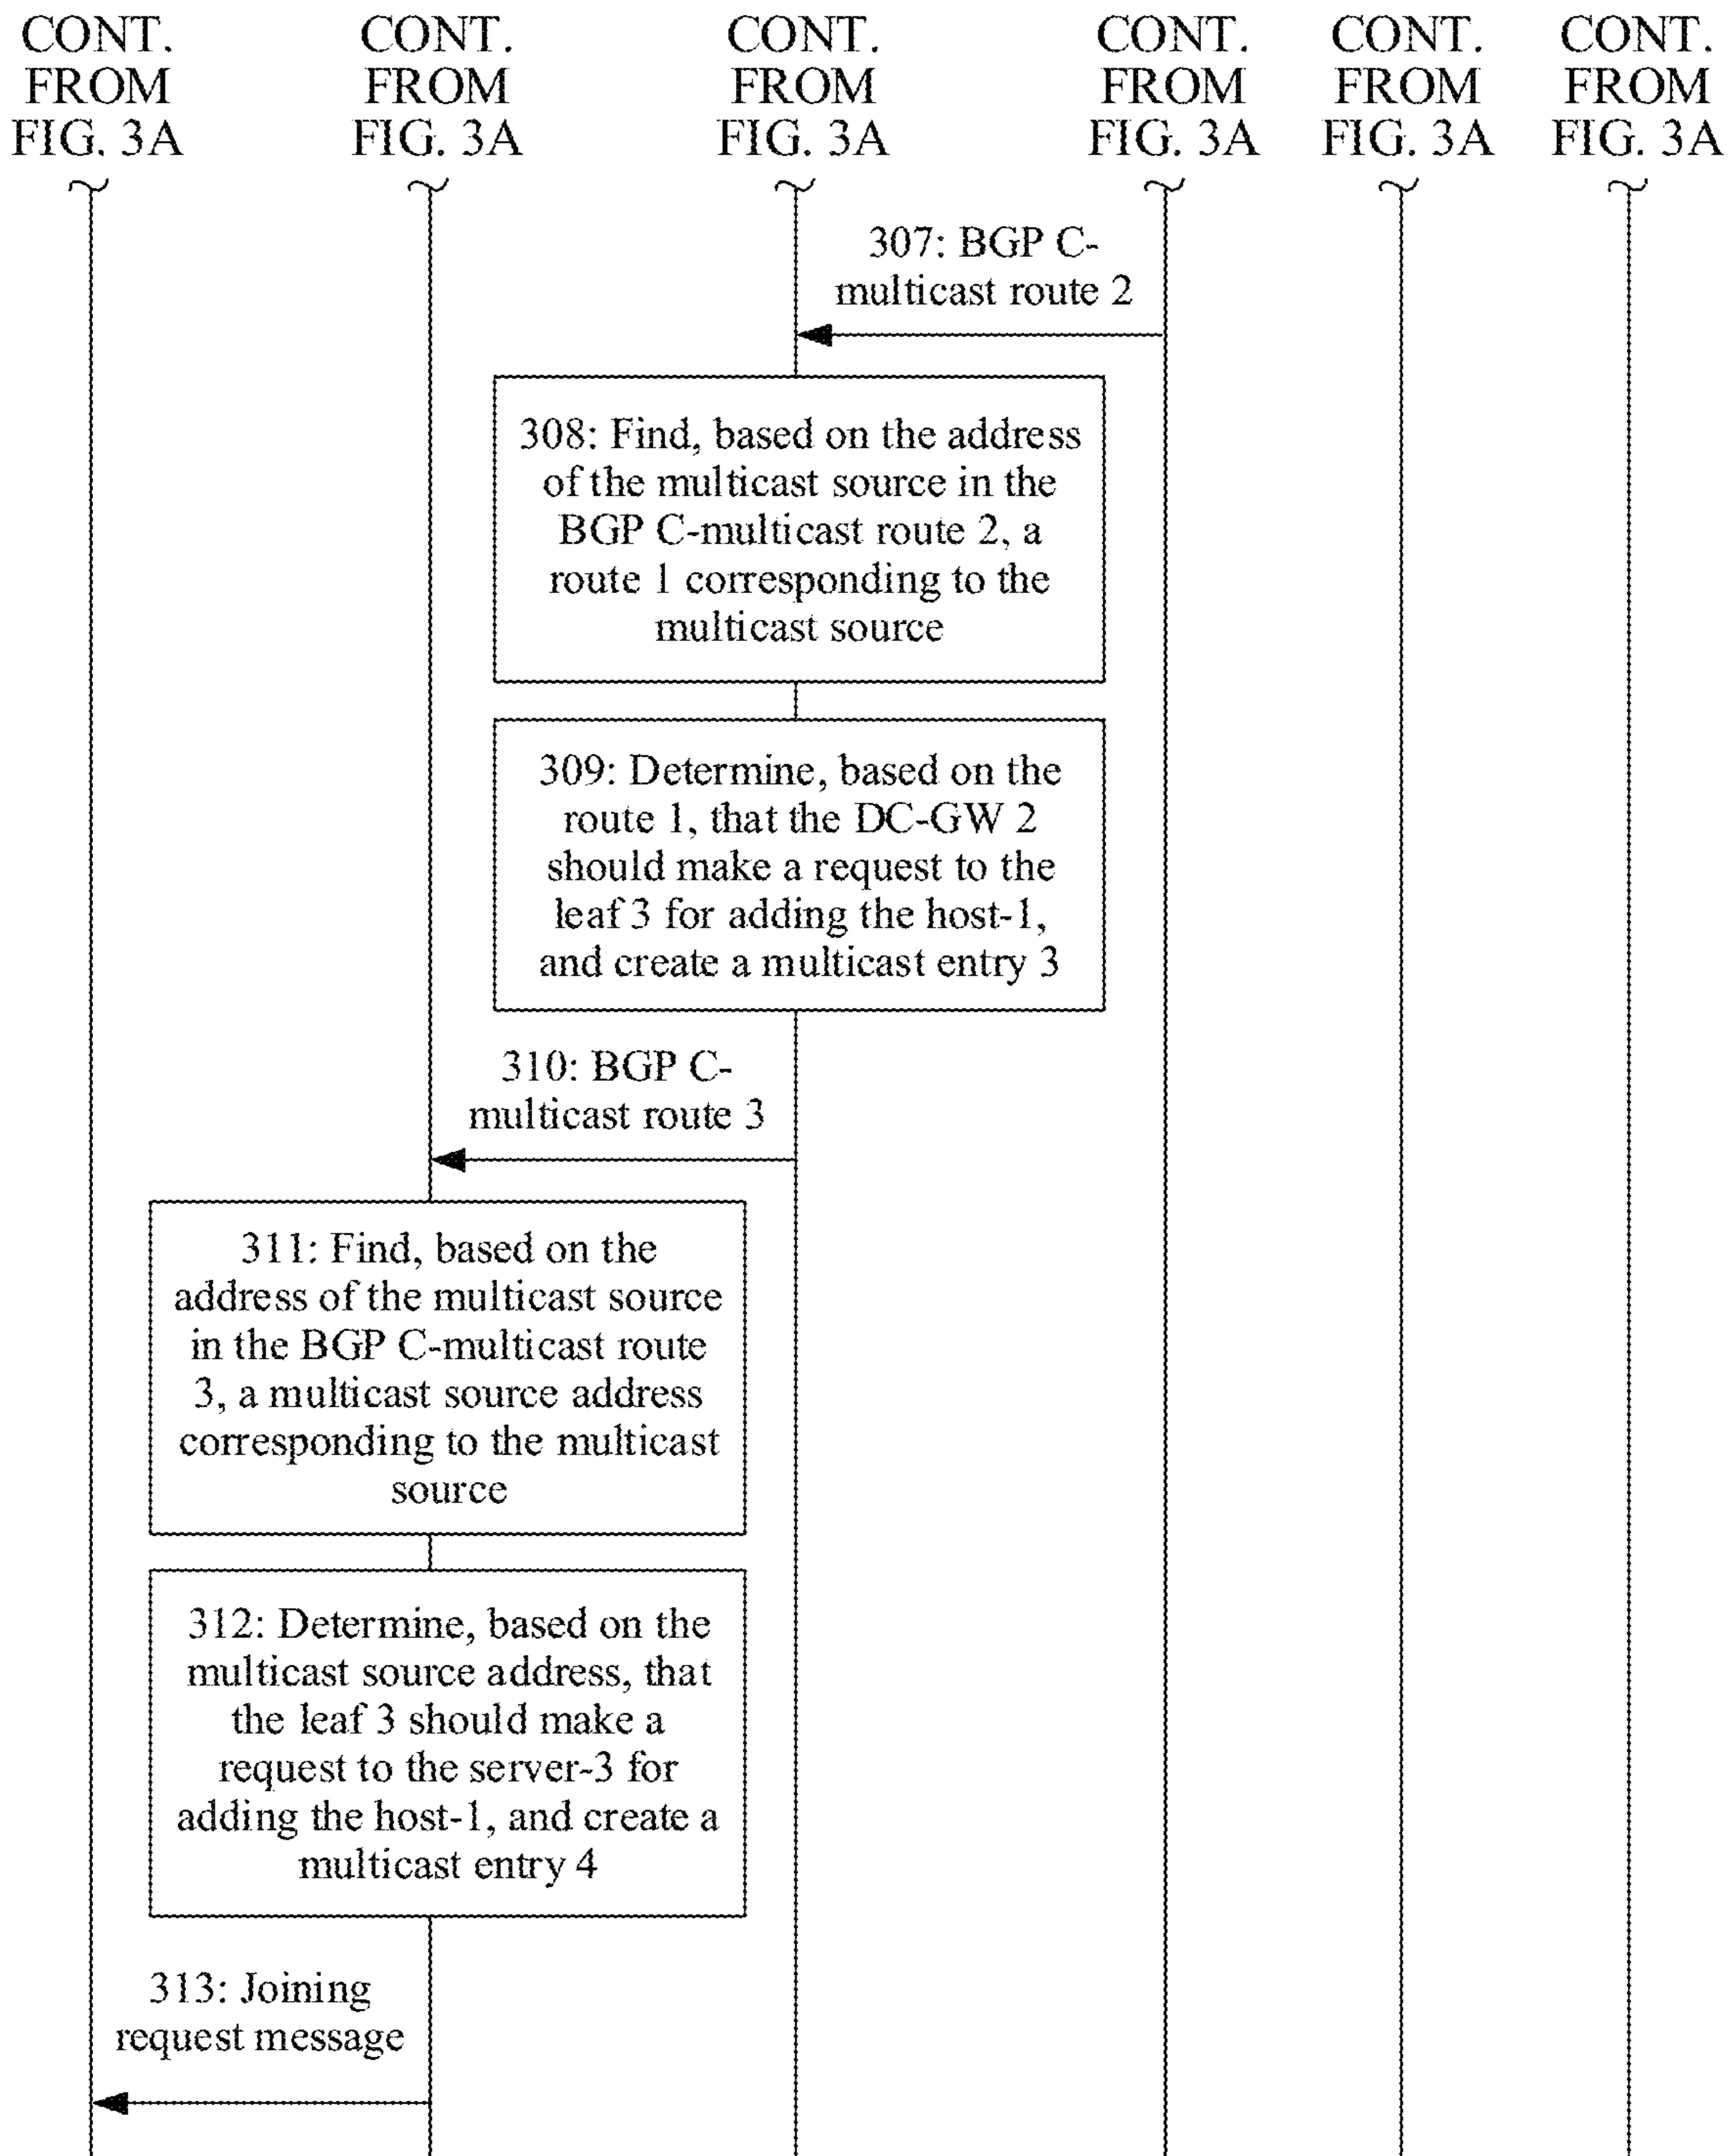 CONT.
FROM
FIG. 3A
CONT.
FROM
FIG. 3A
CONT.
FROM
FIG. 3A
CONT.
FROM
FIG. 3A
CONT.
FROM
FIG. 3A
CONT.
FROM
FIG. 3A
307: BGP C-
multicast route 2
308: Find, based on the address
of the multicast source in the
BGP C-multicast route 2, a
route 1 corresponding to the
multicast source
309: Determine, based on the
route 1, that the DC-GW 2
should make a request to the
leaf 3 for adding the host-1,
and create a multicast entry 3
310: BGP C-
multicast route 3
311: Find, based on the
address of the multicast source
in the BGP C-multicast route
3, a multicast source address
corresponding to the multicast
source
312: Determine, based on the
multicast source address, that
the leaf 3 should make a
request to the server-3 for
adding the host-1, and create a
multicast entry 4
313: Joining
request message